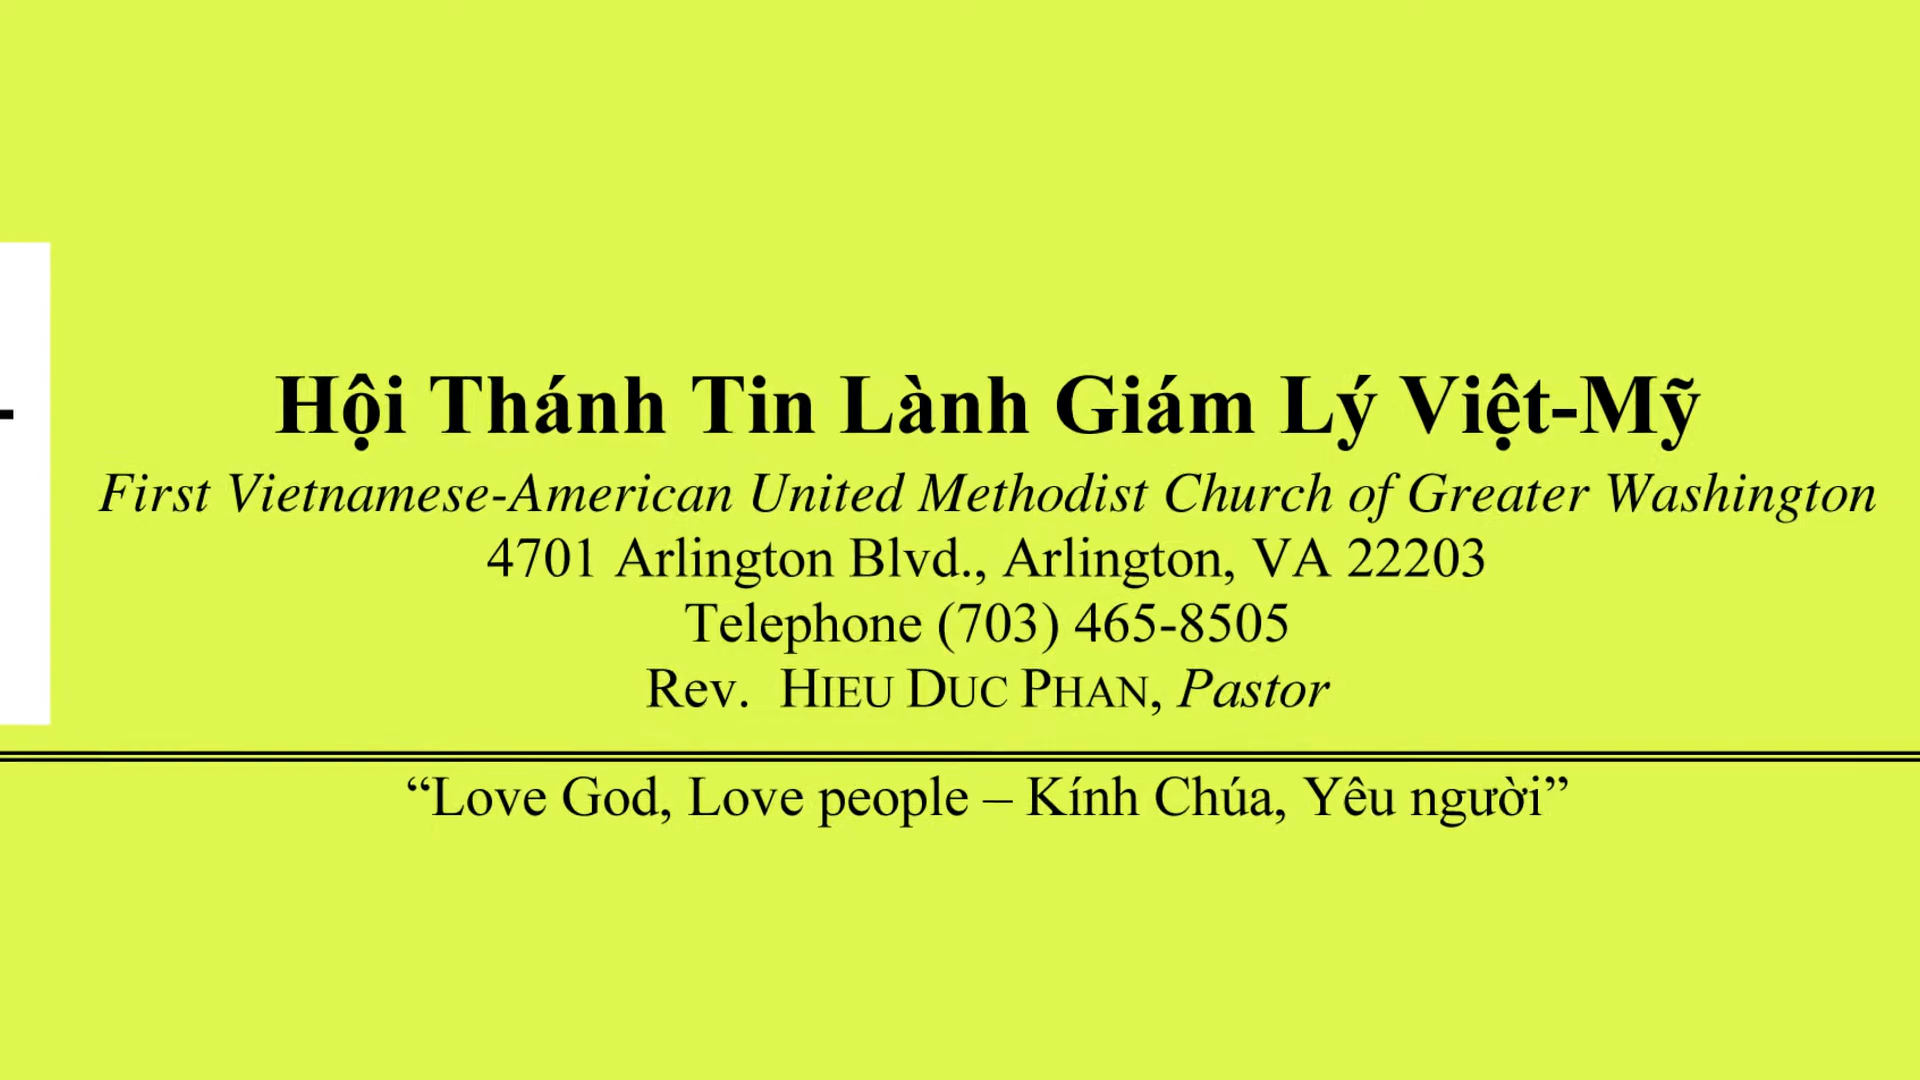 Hội Thánh Tin Lành Giám Lý Việt-Mỹ
First Vietnamese-American United Methodist Church of Greater Washington
4701 Arlington Blvd., Arlington, VA 22203
Telephone (703) 465-8505
Rev. HIEU DUC PHAN, Pastor
“Love God, Love people – Kính Chúa, Yêu người”